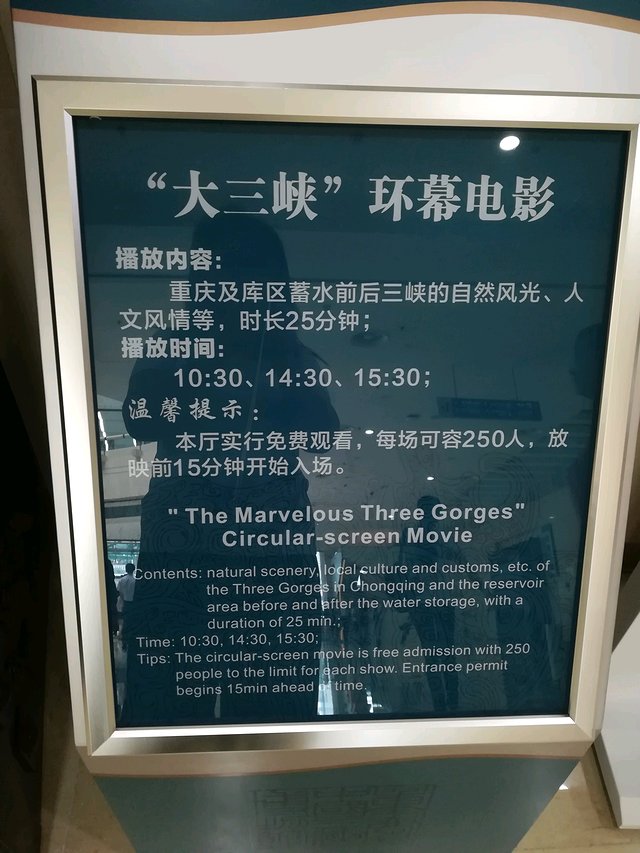 “大三峡”环幕电影
播放内容：
重庆及库区蓄水前后三峡的自然风光、人
文风情等，时长25分钟；
播放时间：
10:30、14:30、15:30；
温馨提示：
本厅实行免费观看，每场可容250人，放
映前15分钟开始入场。
" The Marvelous Three Gorges"
Circular-screen Movie
Contents: natural scenery, local culture and customs, etc. of
the Three Gorges in Chongqing and the reservoir
area before and after the water storage, with a
duration of 25 min.;
Time: 10:30, 14:30, 15:30;
Tips: The circular-screen movie is free admission with 250
people to the limit for each show. Entrance permit
begins 15min ahead of time.